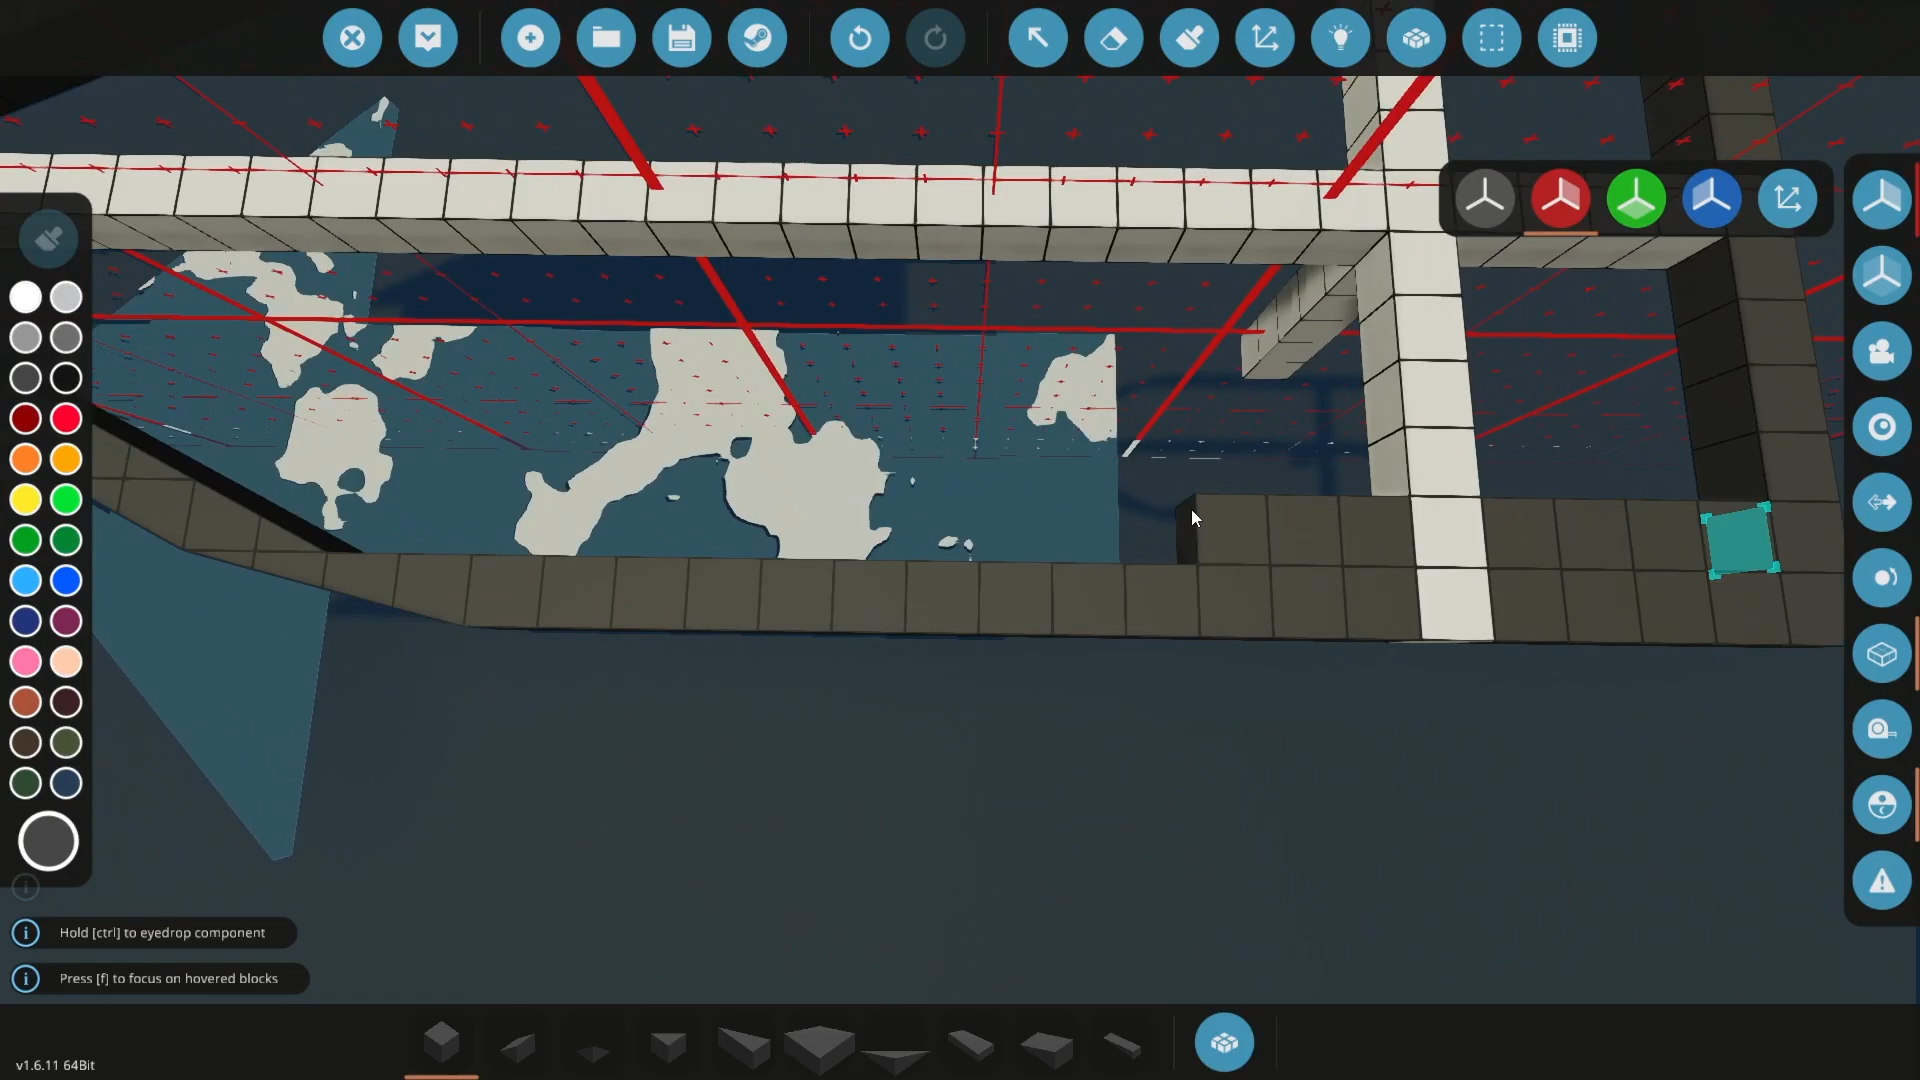 Hold [ctrl] to eyedrop component
Press [f] to focus on hovered blocks
v1.6.11 64Bit